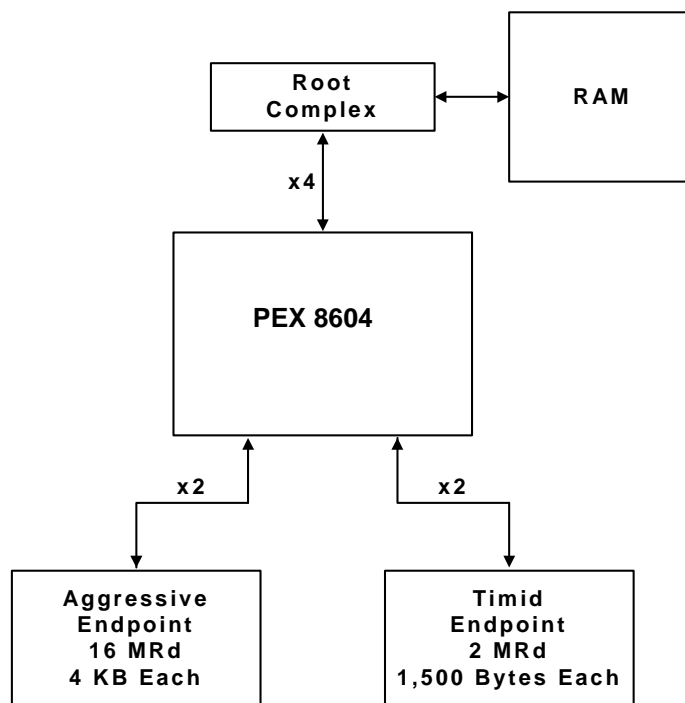 Root
Complex
RAM
x4
PEX 8604
x2
x2
Aggressive
Endpoint
16 MRd
4 KB Each
Timid
Endpoint
2 MRd
1,500 Bytes Each